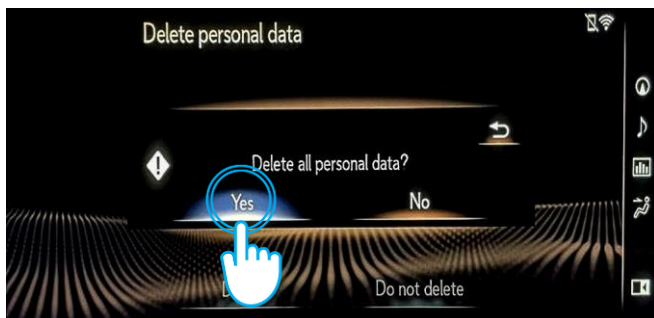 Delete personal data
Delete all personal data?
Yes No
Do not delete